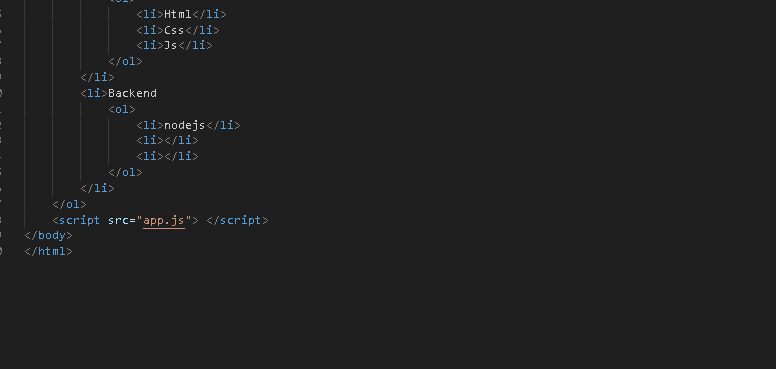 <ol>
<li>Html</li>
<li>Css</li>
<li>Js</li>
</ol>
</li>
<li>Backend
<ol>
<li>nodejs</li>
<li></li>
<li></li>
</ol>
</li>
</ol>
<script src="app.js"> </script>
</body>
</html>